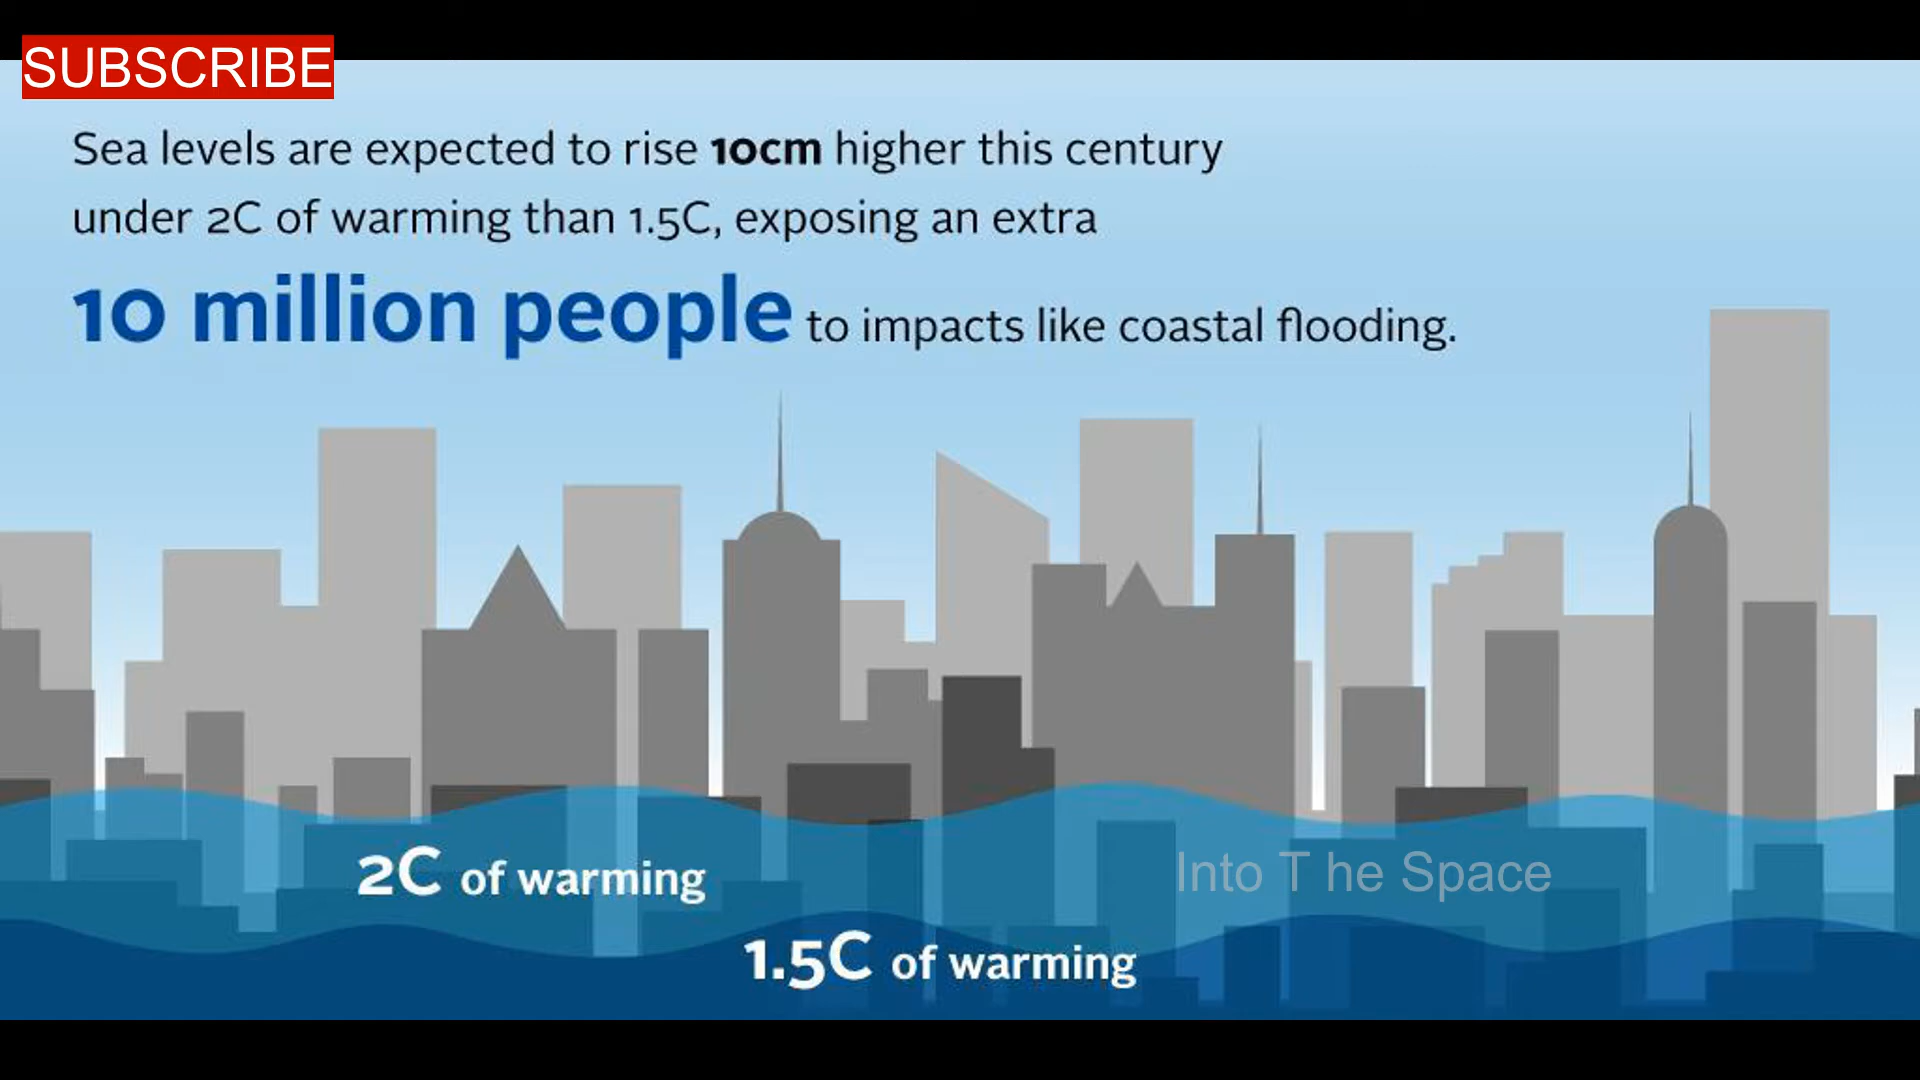 SUBSCRIBE
Sea levels are expected to rise 10cm higher this century
under 2C of warming than 1.5C, exposing an extra
10 million people to impacts like coastal flooding.
2C of warming
Into T he Space
1.5C of warming